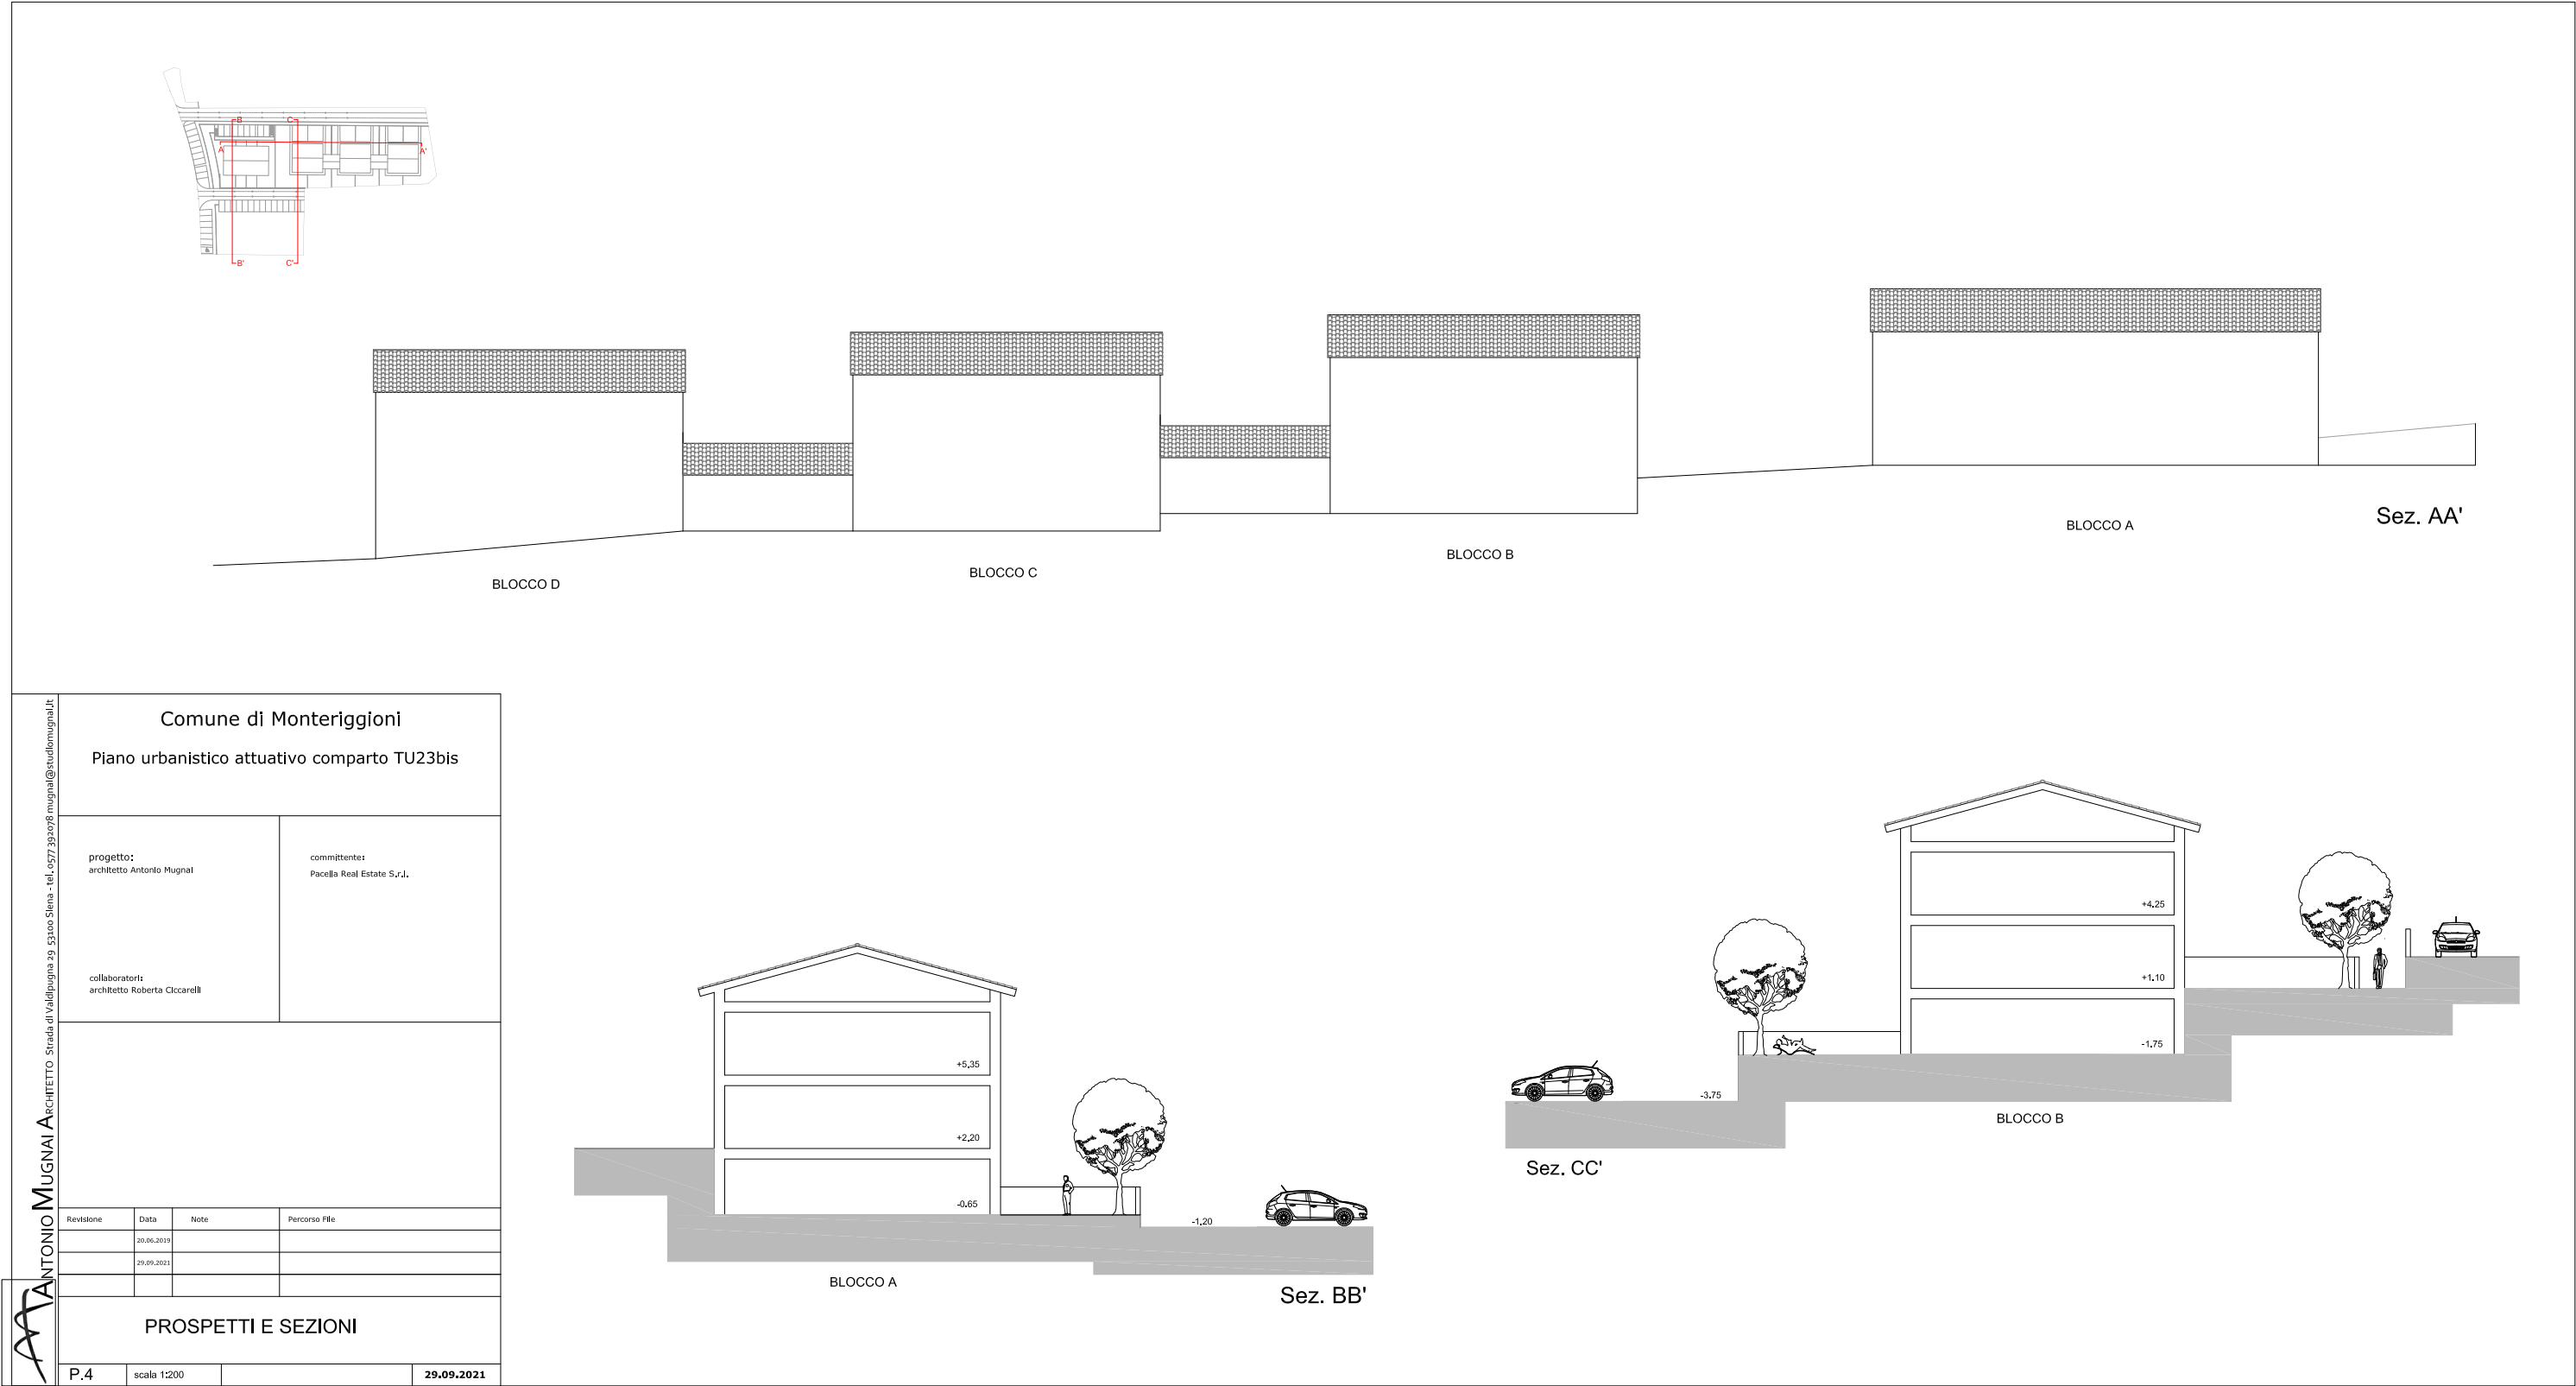 B
C
A
A'
B'
C'
BLOCCO D
BLOCCO C
BLOCCO B
BLOCCO A
Sez. AA'
ANTONIO MUGNAI ARCHITETTO Strada di Valdipugna 29 53100 Siena - tel. 0577 392078 mugnai@studiomugnai.it
Comune di Monteriggioni
Piano urbanistico attuativo comparto TU23bis
progetto:
architetto Antonio Mugnai
committente:
Pacella Real Estate S.r.l.
collaboratori:
architetto Roberta Ciccarelli
Revisione Data Note Percorso File
20.06.2019
29.09.2021
PROSPETTI E SEZIONI
P.4 scala 1:200 29.09.2021
+5,35
+2,20
-0.65
-1,20
BLOCCO A
Sez. BB'
+4,25
+1,10
-1,75
-3,75
BLOCCO B
Sez. CC'